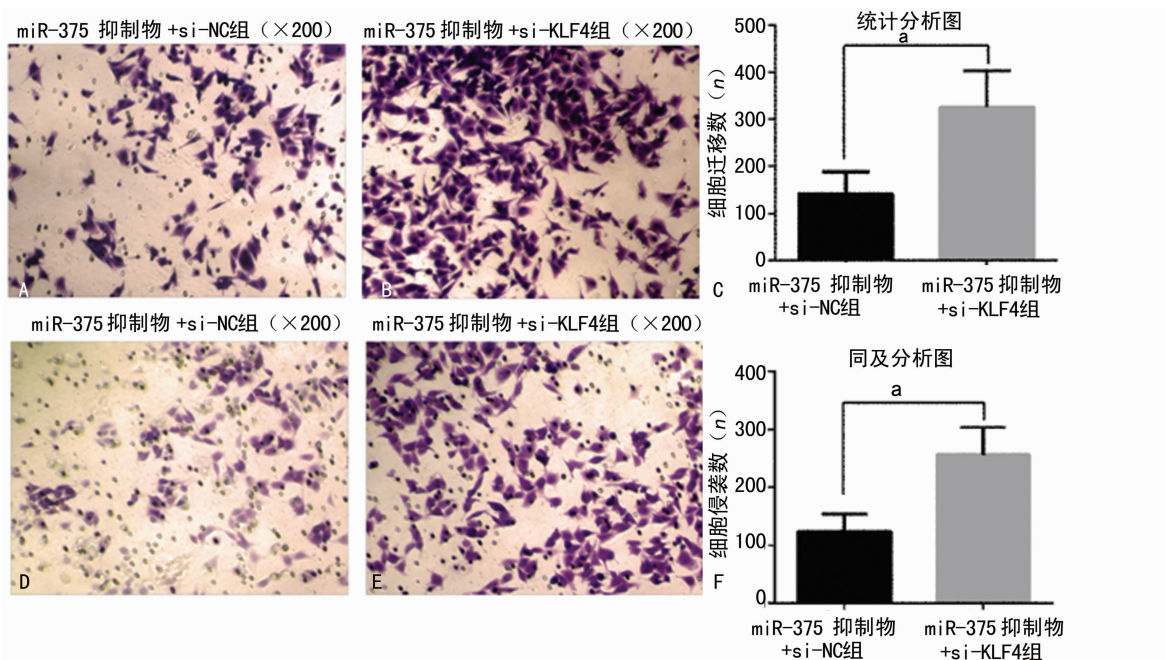 miR-375 抑制物 +si-NC组（×200）
miR-375 抑制物 +si-KLF4组（×200）
A
B
统计分析图
a
细胞迁移数（n）
500
400
300
200
100
0
miR-375 抑制物
+si-NC组
miR-375 抑制物
+si-KLF4组
C
miR-375 抑制物 +si-NC组（×200）
miR-375 抑制物 +si-KLF4组（×200）
D
E
同及分析图
a
细胞侵袭数（n）
400
300
200
100
0
miR-375 抑制物
+si-NC组
miR-375 抑制物
+si-KLF4组
F